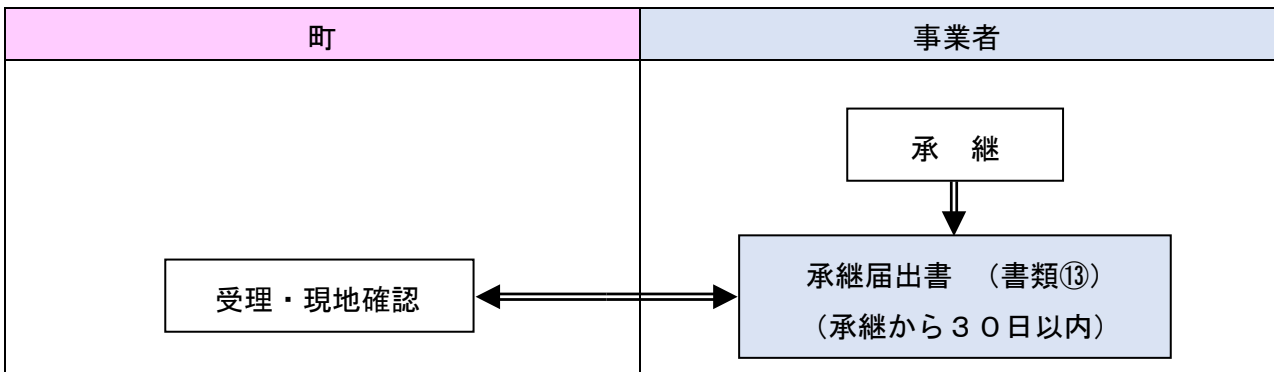 町
事業者
承　継
承継届出書　（書類⑬）
（承継から３０日以内）
受理・現地確認